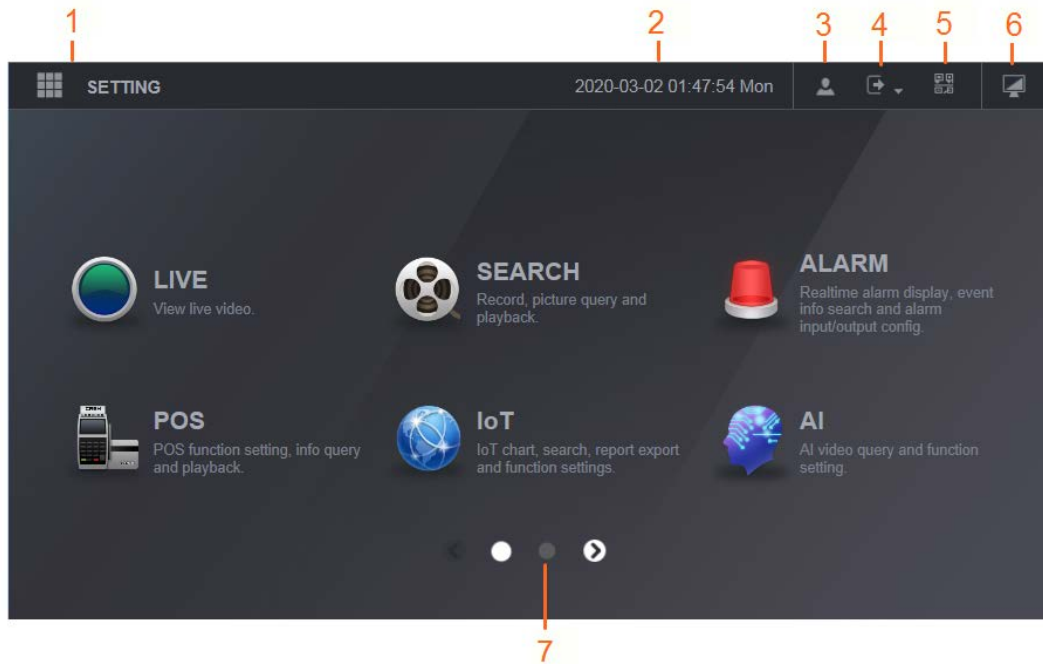 1 2 3 4 5 6
SETTING 2020-03-02 01:47:54 Mon
LIVE
View live video.
SEARCH
Record, picture query and
playback.
ALARM
Realtime alarm display, event
info search and alarm
input/output config.
POS
POS function setting, info query
and playback.
IoT
IoT chart, search, report export
and function settings.
AI
AI video query and function
setting.
7